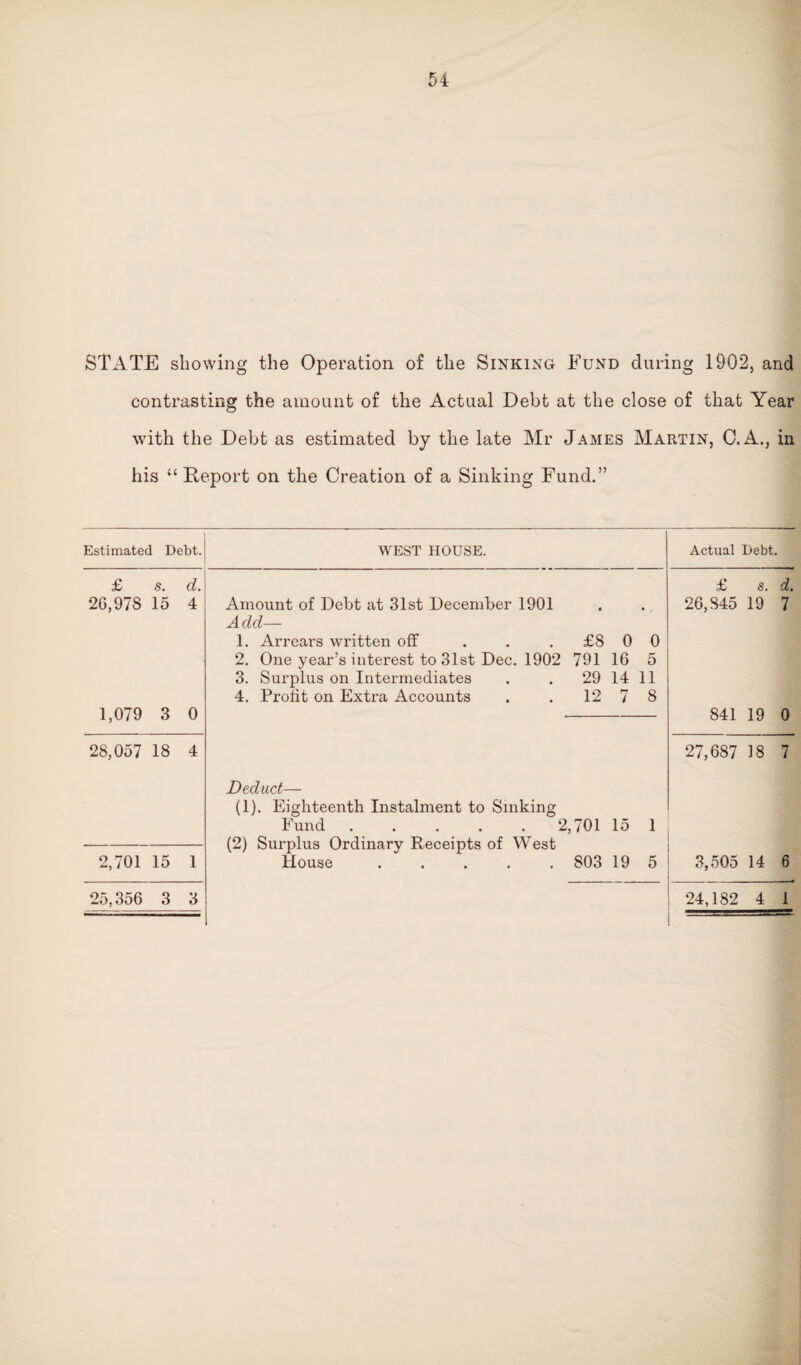 54
STATE showing the Operation of the Sinking Fund during 1902, and
contrasting the amount of the Actual Debt at the close of that Year
with the Debt as estimated by the late Mr James Martin, C.A., in
his “Report on the Creation of a Sinking Fund.”
Estimated Debt. WEST HOUSE. Actual Debt.
£ s. d. £ s. d.
26,978 15 4 Amount of Debt at 31st December 1901 . . 26,845 19 7
Add—
1. Arrears written off . . . £8 0 0
2. One year’s interest to 31st Dec. 1902 791 16 5
3. Surplus on Intermediates . . 29 14 11
4. Profit on Extra Accounts . . 12 7 8
1,079 3 0 841 19 0
28,057 18 4 27,687 18 7
Deduct—
(1). Eighteenth Instalment to Sinking
Fund . . . . . 2,701 15 1
(2) Surplus Ordinary Receipts of West
2,701 15 1 House . . . . . 803 19 5 3,505 14 6
25,356 3 3 24,182 4 1